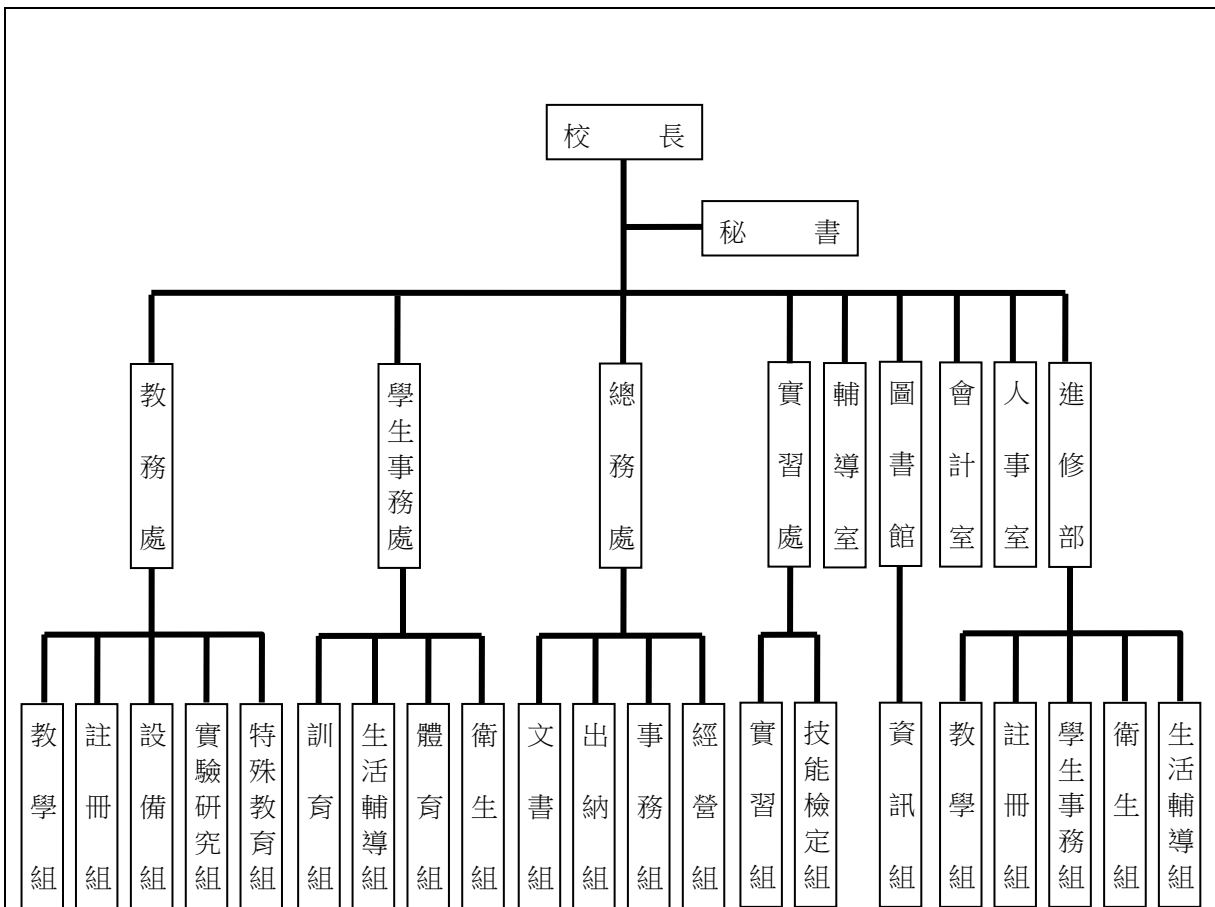 校長
秘書
教務處
學生事務處
總務處
實習處
輔導室
圖書館
會計室
人事室
進修部
教學組
註冊組
設備組
實驗研究組
特殊教育組
訓育組
生活輔導組
體育組
衛生組
文書組
出納組
事務組
經營組
實習組
技能檢定組
資訊組
教學組
註冊組
學生事務組
衛生組
生活輔導組